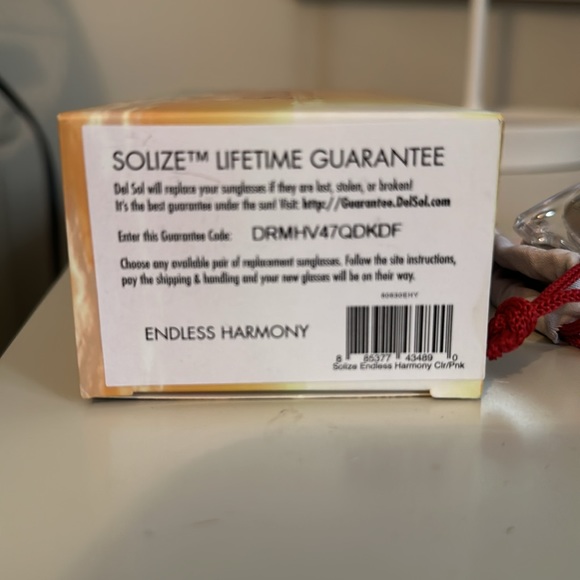 SOLIZE™ LIFETIME GUARANTEE
Del Sol will replace your sunglasses if they are lost, stolen, or broken!
It's the best guarantee under the sun! Visit: http://Guarantee.DelSol.com
Enter this Guarantee Code: DRMHV47QDKDF
Choose any available pair of replacement sunglasses. Follow the site instructions,
pay the shipping & handling and your new glasses will be on their way.
ENDLESS HARMONY
8 85377 43489 0
Solize Endless Harmony Clr/Pnk